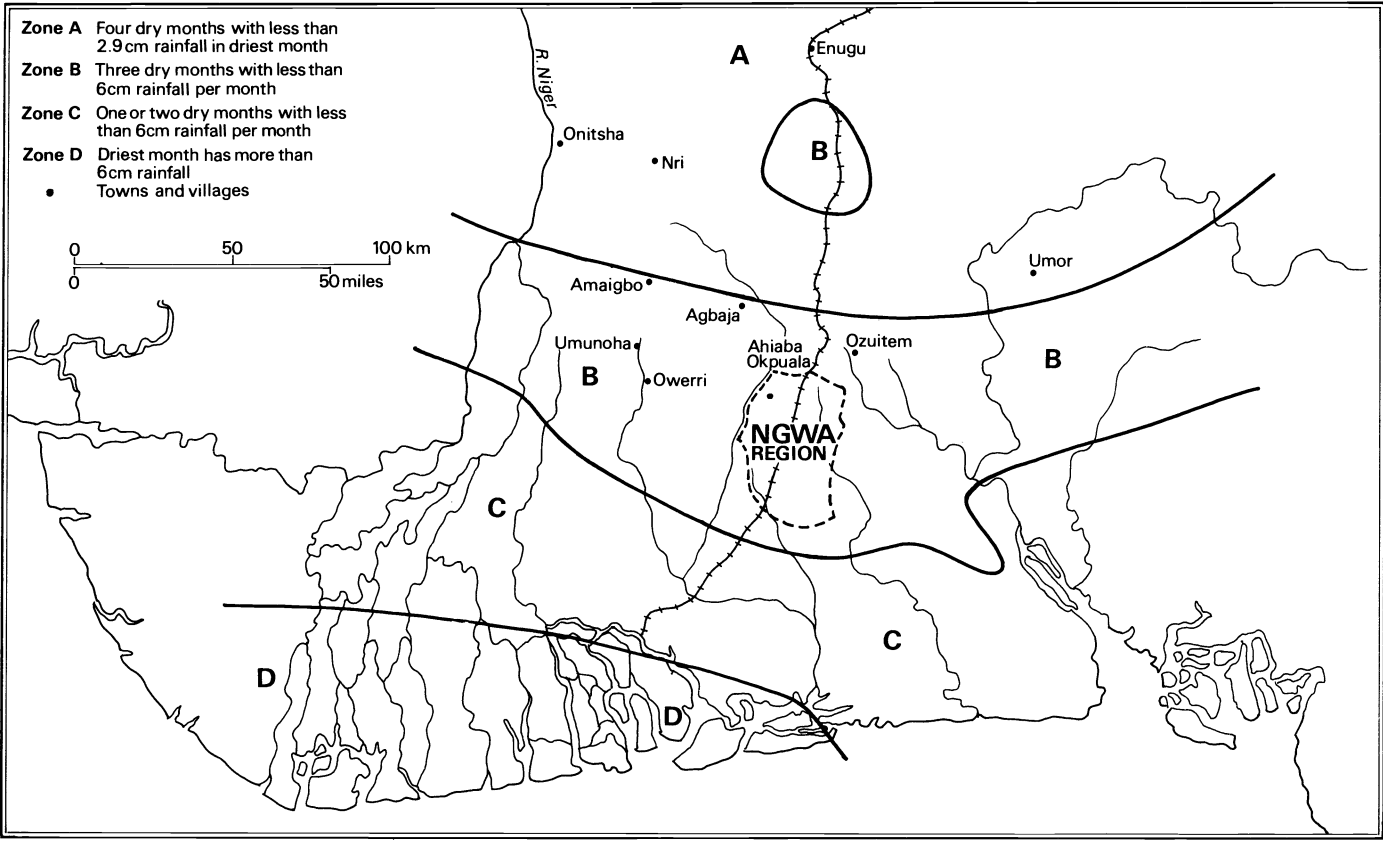 Zone A Four dry months with less than
2.9cm rainfall in driest month
Zone B Three dry months with less than
6cm rainfall per month
Zone C One or two dry months with less
than 6cm rainfall per month
Zone D Driest month has more than
6cm rainfall
• Towns and villages
0 50 100 km
0 50 miles
R. Niger
A
Enugu
B
Onitsha
Nri
Umor
Amaigbo
Agbaja
Umunoha
Ahiaba
Okpuala
Ozuitem
B
Owerri
B
NGWA
REGION
C
C
D
D